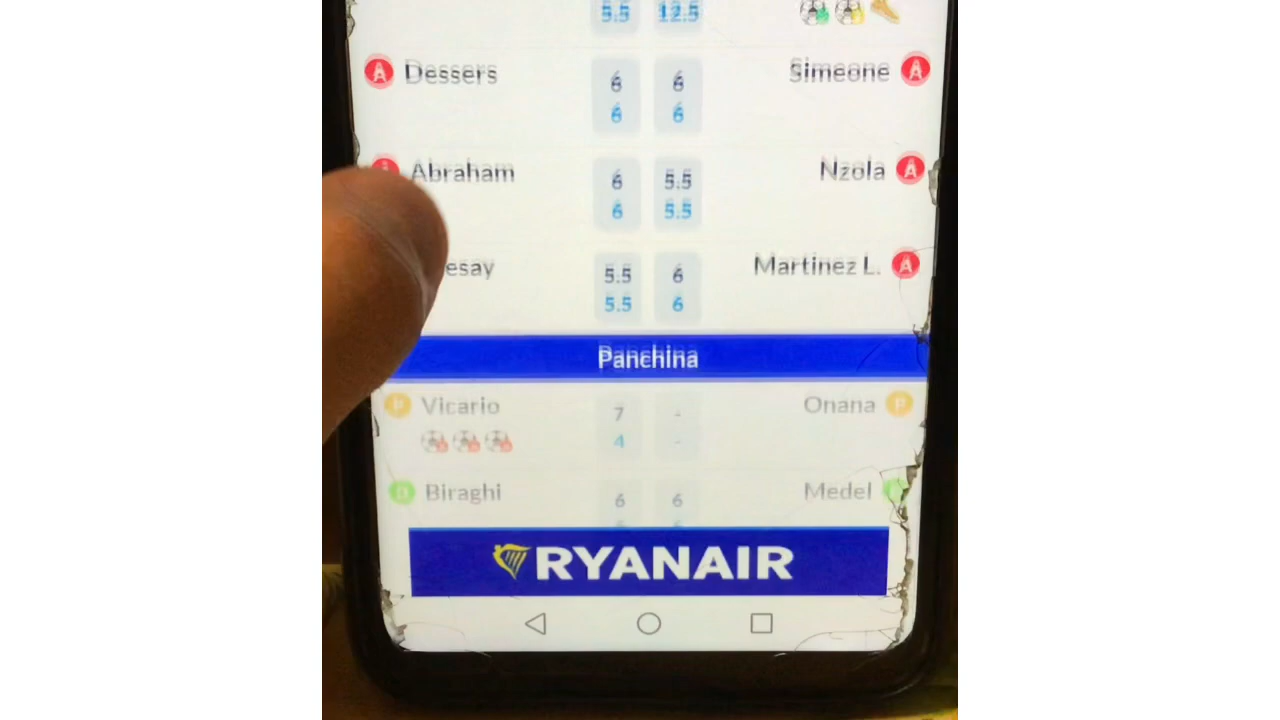 5.5 12.5
A Dessers 6 6 Simeone A
6 6
Abraham 6 5.5 Nzola A
6 5.5
esay 5.5 6 Martinez L. A
5.5 6
Panchina
P Vicario 7 - Onana P
4 -
D Biraghi 6 6 Medel
RYANAIR